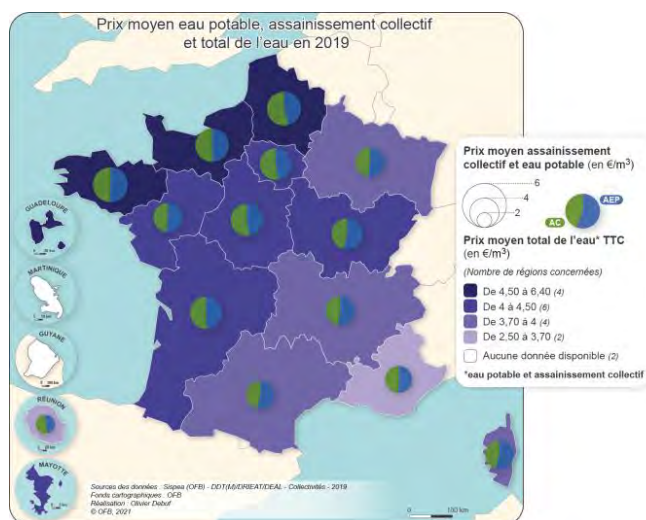 Prix moyen eau potable, assainissement collectif
et total de l'eau en 2019
GUADELOUPE
MARTINIQUE
GUYANE
RÉUNION
MAYOTTE
Prix moyen assainissement
collectif et eau potable (en €/m³)
6
4
2
AC
AEP
Prix moyen total de l'eau* TTC
(en €/m³)
(Nombre de régions concernées)
De 4,50 à 6,40 (4)
De 4 à 4,50 (6)
De 3,70 à 4 (4)
De 2,50 à 3,70 (2)
Aucune donnée disponible (2)
*eau potable et assainissement collectif
Sources des données : Sispea (OFB) - DDT(M)/DRIEAT/DEAL - Collectivités - 2019
Fonds cartographiques : OFB
Réalisation : Olivier Debuf
© OFB, 2021
0 100 km